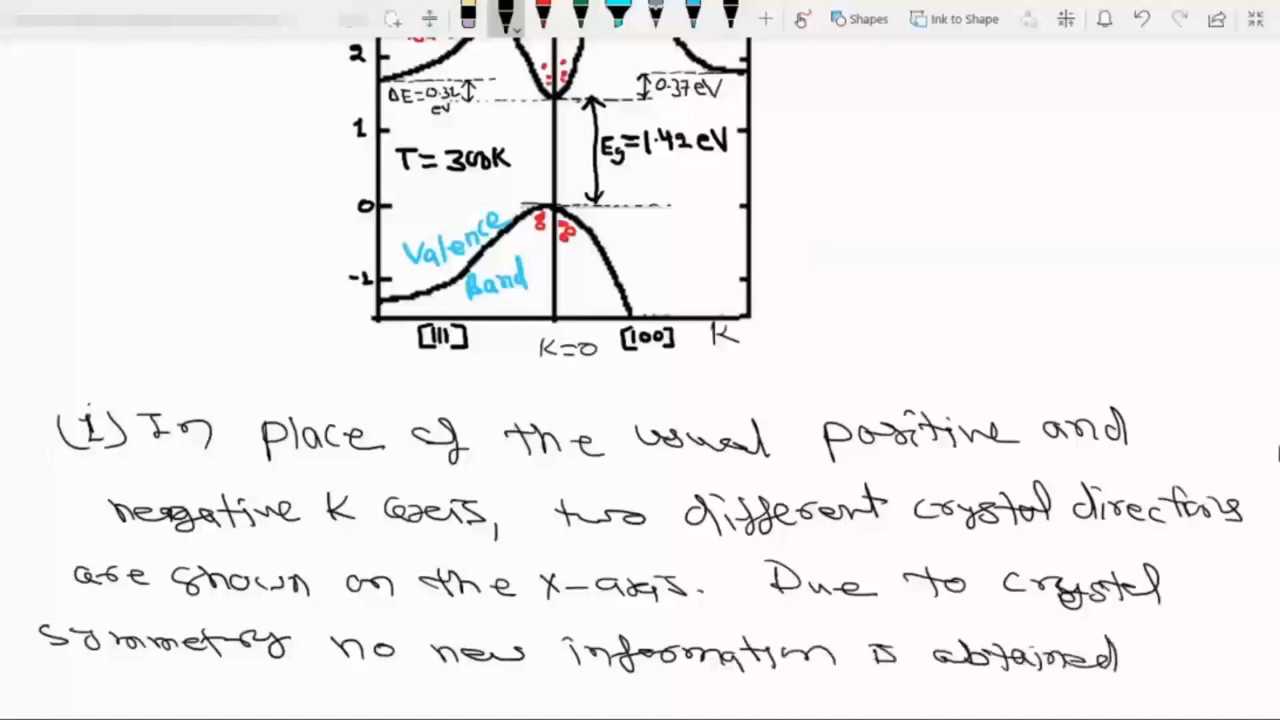 Shapes
Ink to Shape
2
ΔE=0.32 eV
0.37 eV
1
T= 300K
Eg=1.42 eV
0
Valence
Band
-1
[111]
K=0
[100]
K
(i) In place of the usual positive and
negative K axis, two different crystal directions
are shown on the x-axis. Due to crystal
symmetry no new information is obtained